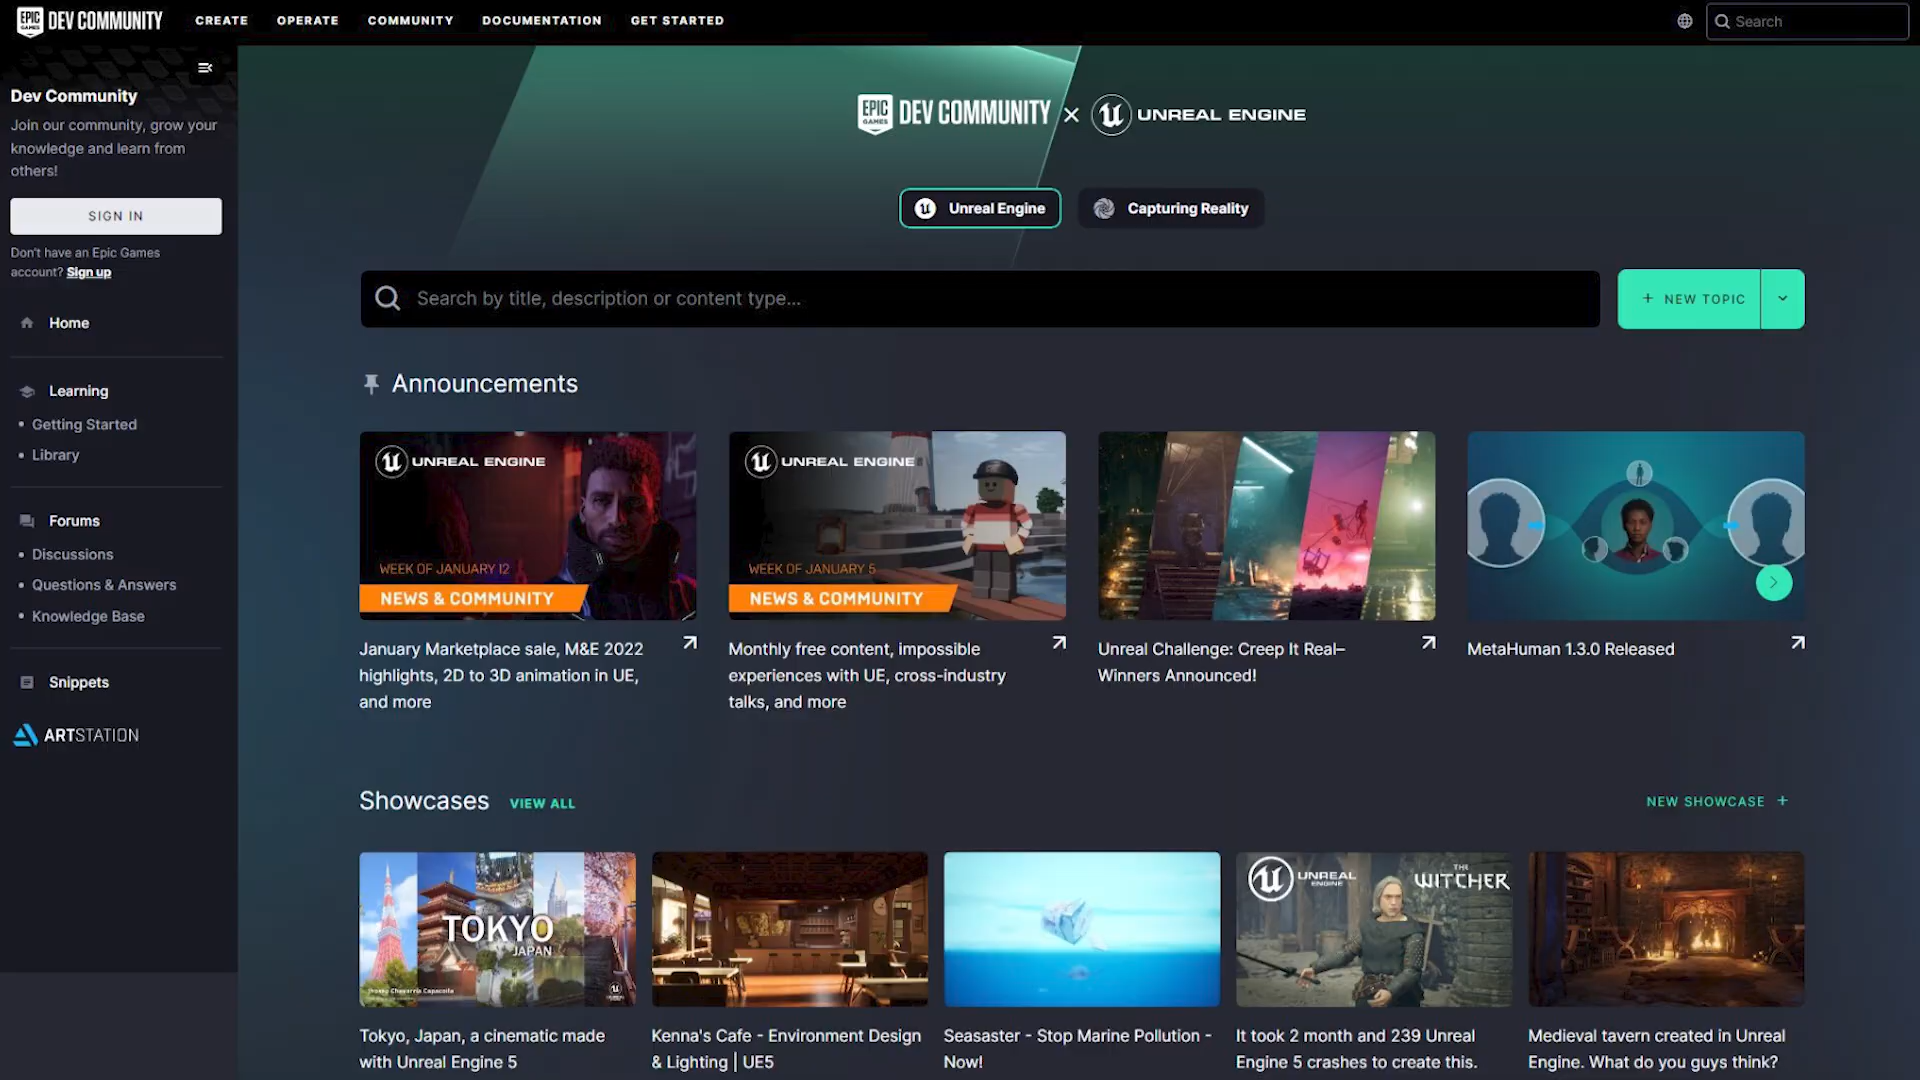 EPIC GAMES DEV COMMUNITY
CREATE
OPERATE
COMMUNITY
DOCUMENTATION
GET STARTED
Search
Dev Community
Join our community, grow your
knowledge and learn from
others!
SIGN IN
Don't have an Epic Games
account? Sign up
Home
Learning
Getting Started
Library
Forums
Discussions
Questions & Answers
Knowledge Base
Snippets
ARTSTATION
EPIC GAMES DEV COMMUNITY × UNREAL ENGINE
Unreal Engine
Capturing Reality
Search by title, description or content type...
+ NEW TOPIC
Announcements
UNREAL ENGINE
WEEK OF JANUARY 12
NEWS & COMMUNITY
January Marketplace sale, M&E 2022
highlights, 2D to 3D animation in UE,
and more
UNREAL ENGINE
WEEK OF JANUARY 5
NEWS & COMMUNITY
Monthly free content, impossible
experiences with UE, cross-industry
talks, and more
Unreal Challenge: Creep It Real–
Winners Announced!
MetaHuman 1.3.0 Released
Showcases
VIEW ALL
NEW SHOWCASE +
TOKYO
JAPAN
Tokyo, Japan, a cinematic made
with Unreal Engine 5
Kenna's Cafe - Environment Design
& Lighting | UE5
Seasaster - Stop Marine Pollution -
Now!
UNREAL
ENGINE
THE
WITCHER
It took 2 month and 239 Unreal
Engine 5 crashes to create this.
Medieval tavern created in Unreal
Engine. What do you guys think?